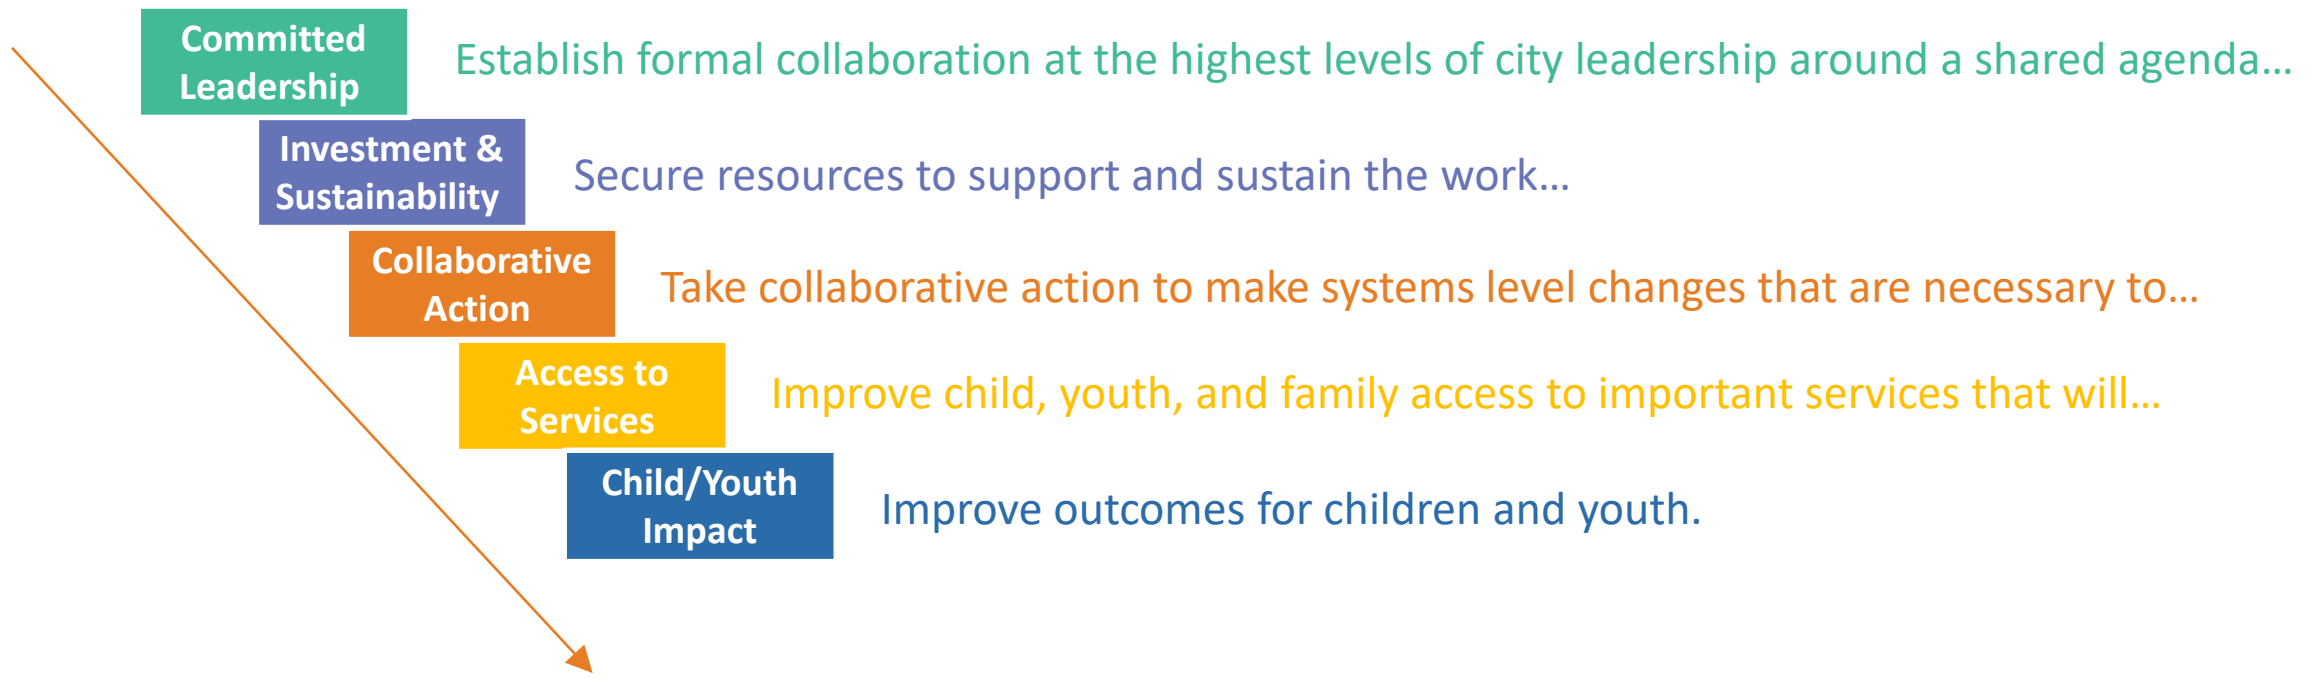 Committed
Leadership
Establish formal collaboration at the highest levels of city leadership around a shared agenda…
Investment &
Sustainability
Secure resources to support and sustain the work…
Collaborative
Action
Take collaborative action to make systems level changes that are necessary to…
Access to
Services
Improve child, youth, and family access to important services that will…
Child/Youth
Impact
Improve outcomes for children and youth.